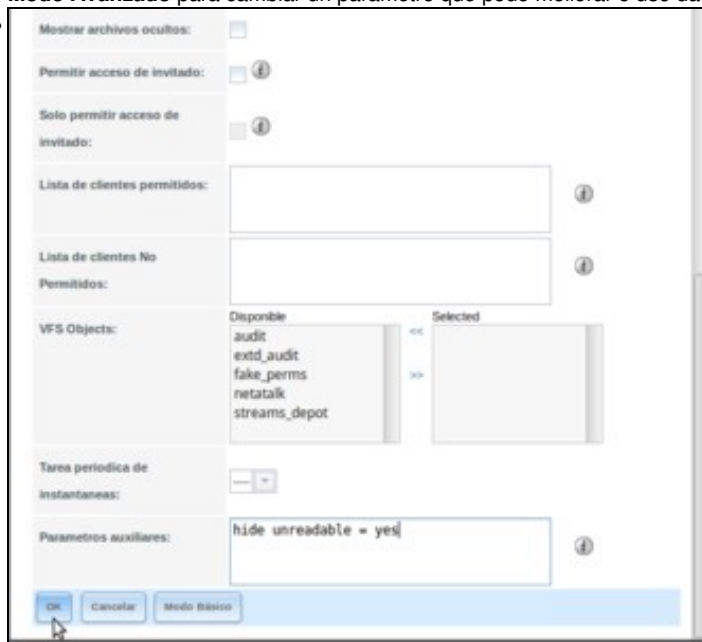 Modo Avanzado para cambiar un parámetro que pode mellorar o uso da
Mostrar archivos ocultos:
Permitir acceso de invitado:
Solo permitir acceso de
invitado:
Lista de clientes permitidos:
Lista de clientes No
Permitidos:
VFS Objects:
Disponible
Selected
audit
extd_audit
fake_perms
netatalk
streams_depot
<<
>>
Tarea periodica de
instantaneas:
Parametros auxiliares:
hide unreadable = yes
OK Cancelar Modo Básico